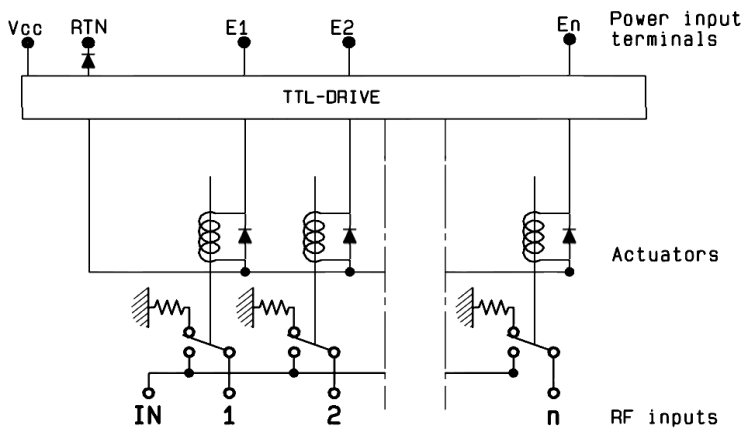 Vcc RTN E1 E2 En Power input
terminals
TTL-DRIVE
Actuators
IN 1 2 n RF inputs